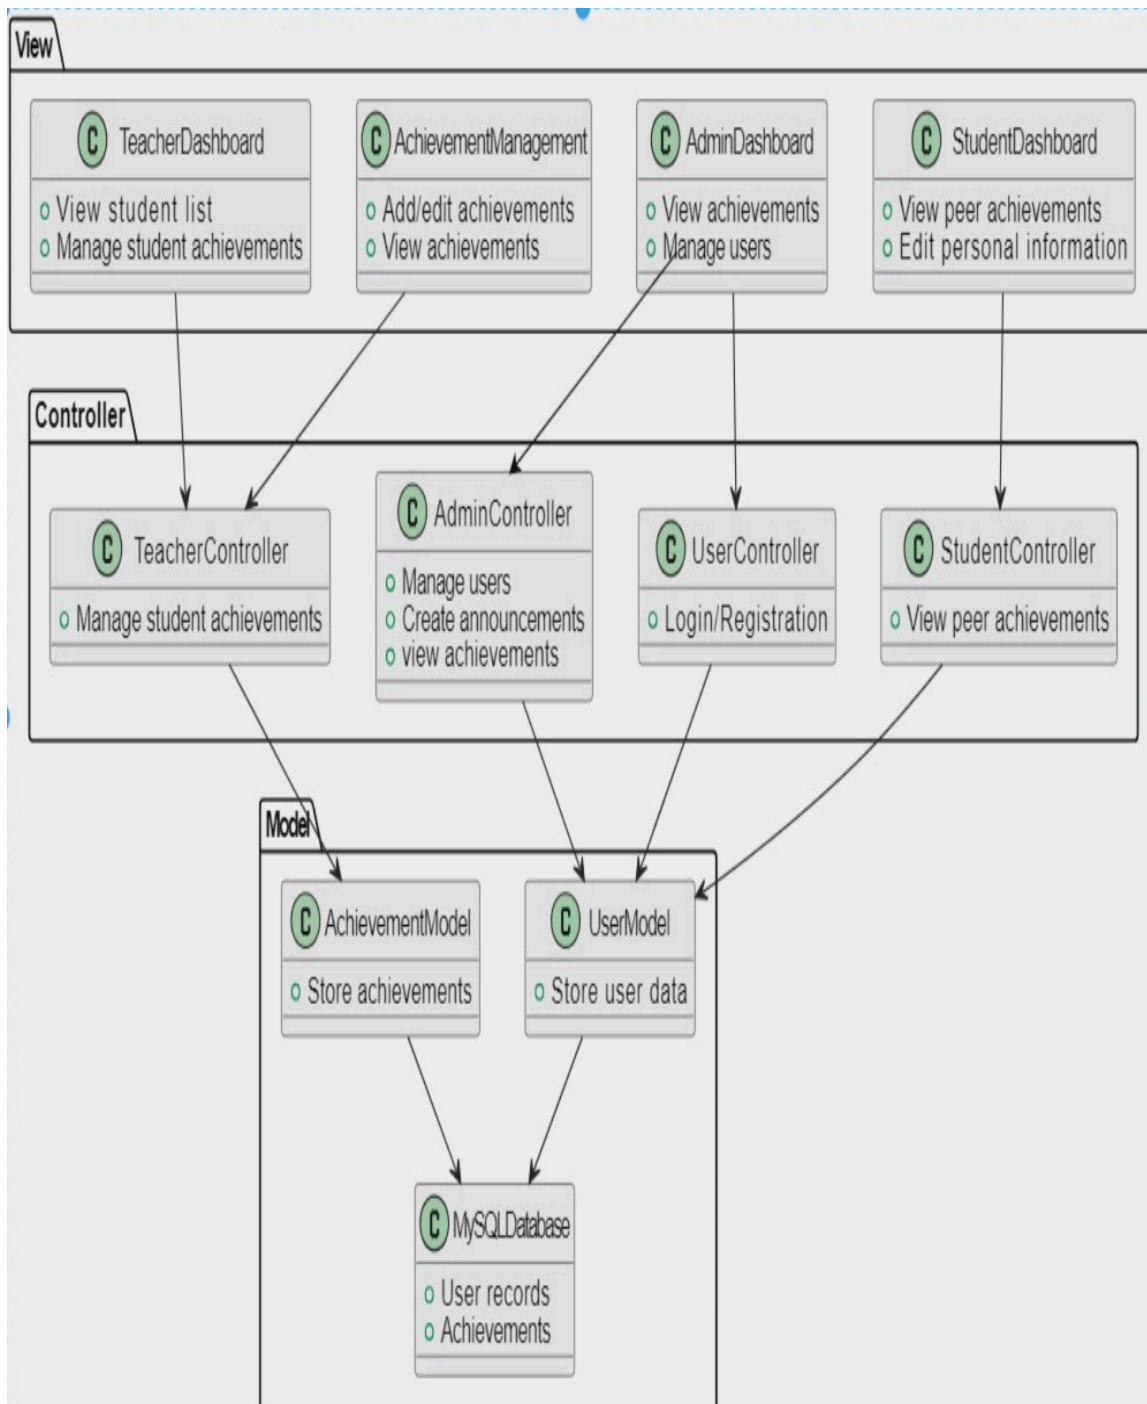 View
C TeacherDashboard
View student list
Manage student achievements
C AchievementManagement
Add/edit achievements
View achievements
C AdminDashboard
View achievements
Manage users
C StudentDashboard
View peer achievements
Edit personal information
Controller
C TeacherController
Manage student achievements
C AdminController
Manage users
Create announcements
view achievements
C UserController
Login/Registration
C StudentController
View peer achievements
Model
C AchievementModel
Store achievements
C UserModel
Store user data
C MySQLDatabase
User records
Achievements